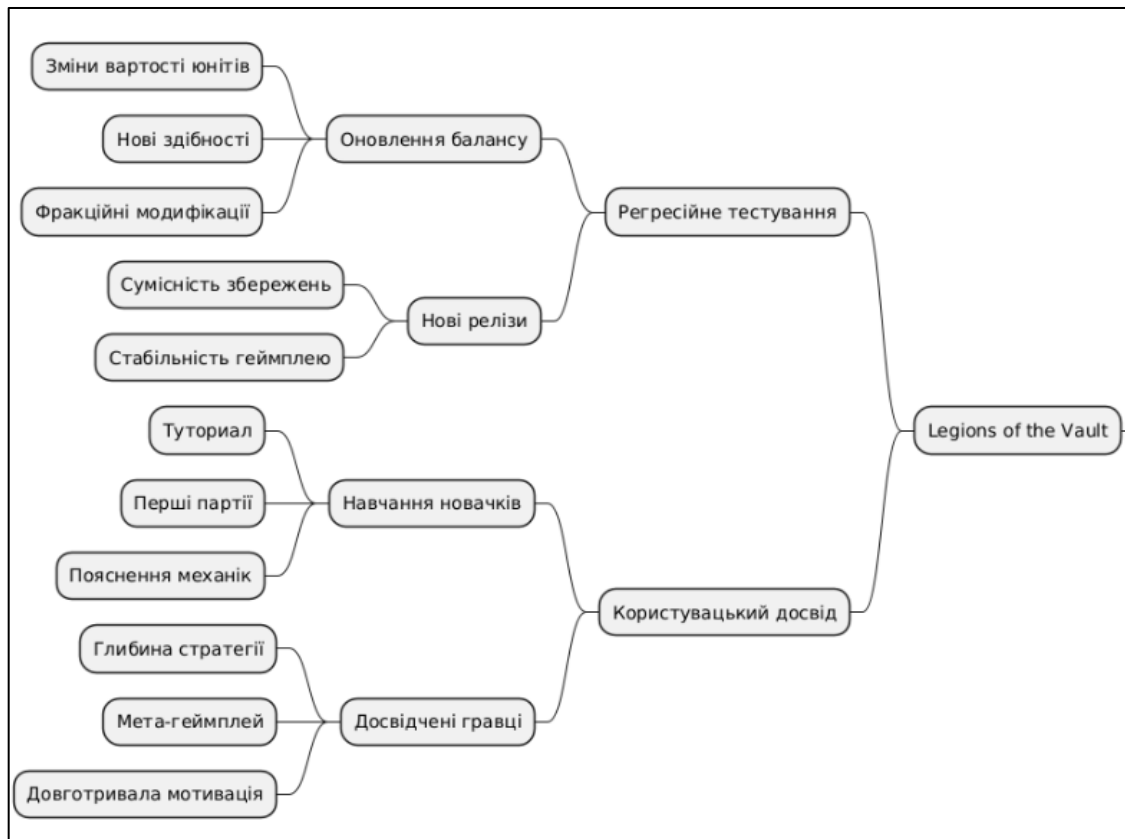 Зміни вартості юнітів
Нові здібності
Оновлення балансу
Фракційні модифікації
Регресійне тестування
Сумісність збережень
Нові релізи
Стабільність геймплею
Туториал
Legions of the Vault
Перші партії
Навчання новачків
Пояснення механік
Користувацький досвід
Глибина стратегії
Мета-геймплей
Досвідчені гравці
Довготривала мотивація